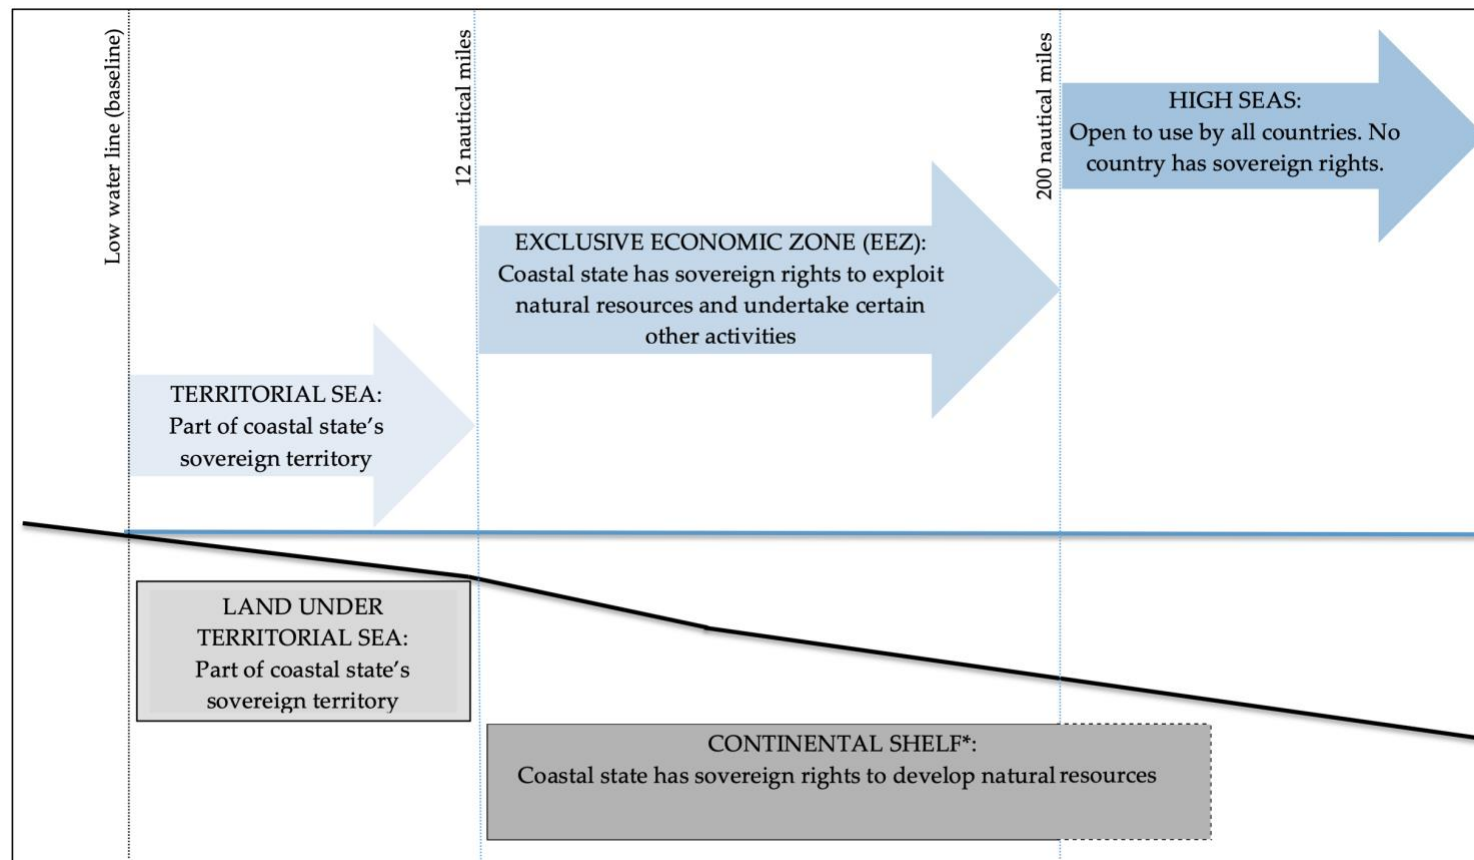 Low water line (baseline)
12 nautical miles
200 nautical miles
HIGH SEAS:
Open to use by all countries. No
country has sovereign rights.
EXCLUSIVE ECONOMIC ZONE (EEZ):
Coastal state has sovereign rights to exploit
natural resources and undertake certain
other activities
TERRITORIAL SEA:
Part of coastal state’s
sovereign territory
LAND UNDER
TERRITORIAL SEA:
Part of coastal state’s
sovereign territory
CONTINENTAL SHELF*:
Coastal state has sovereign rights to develop natural resources